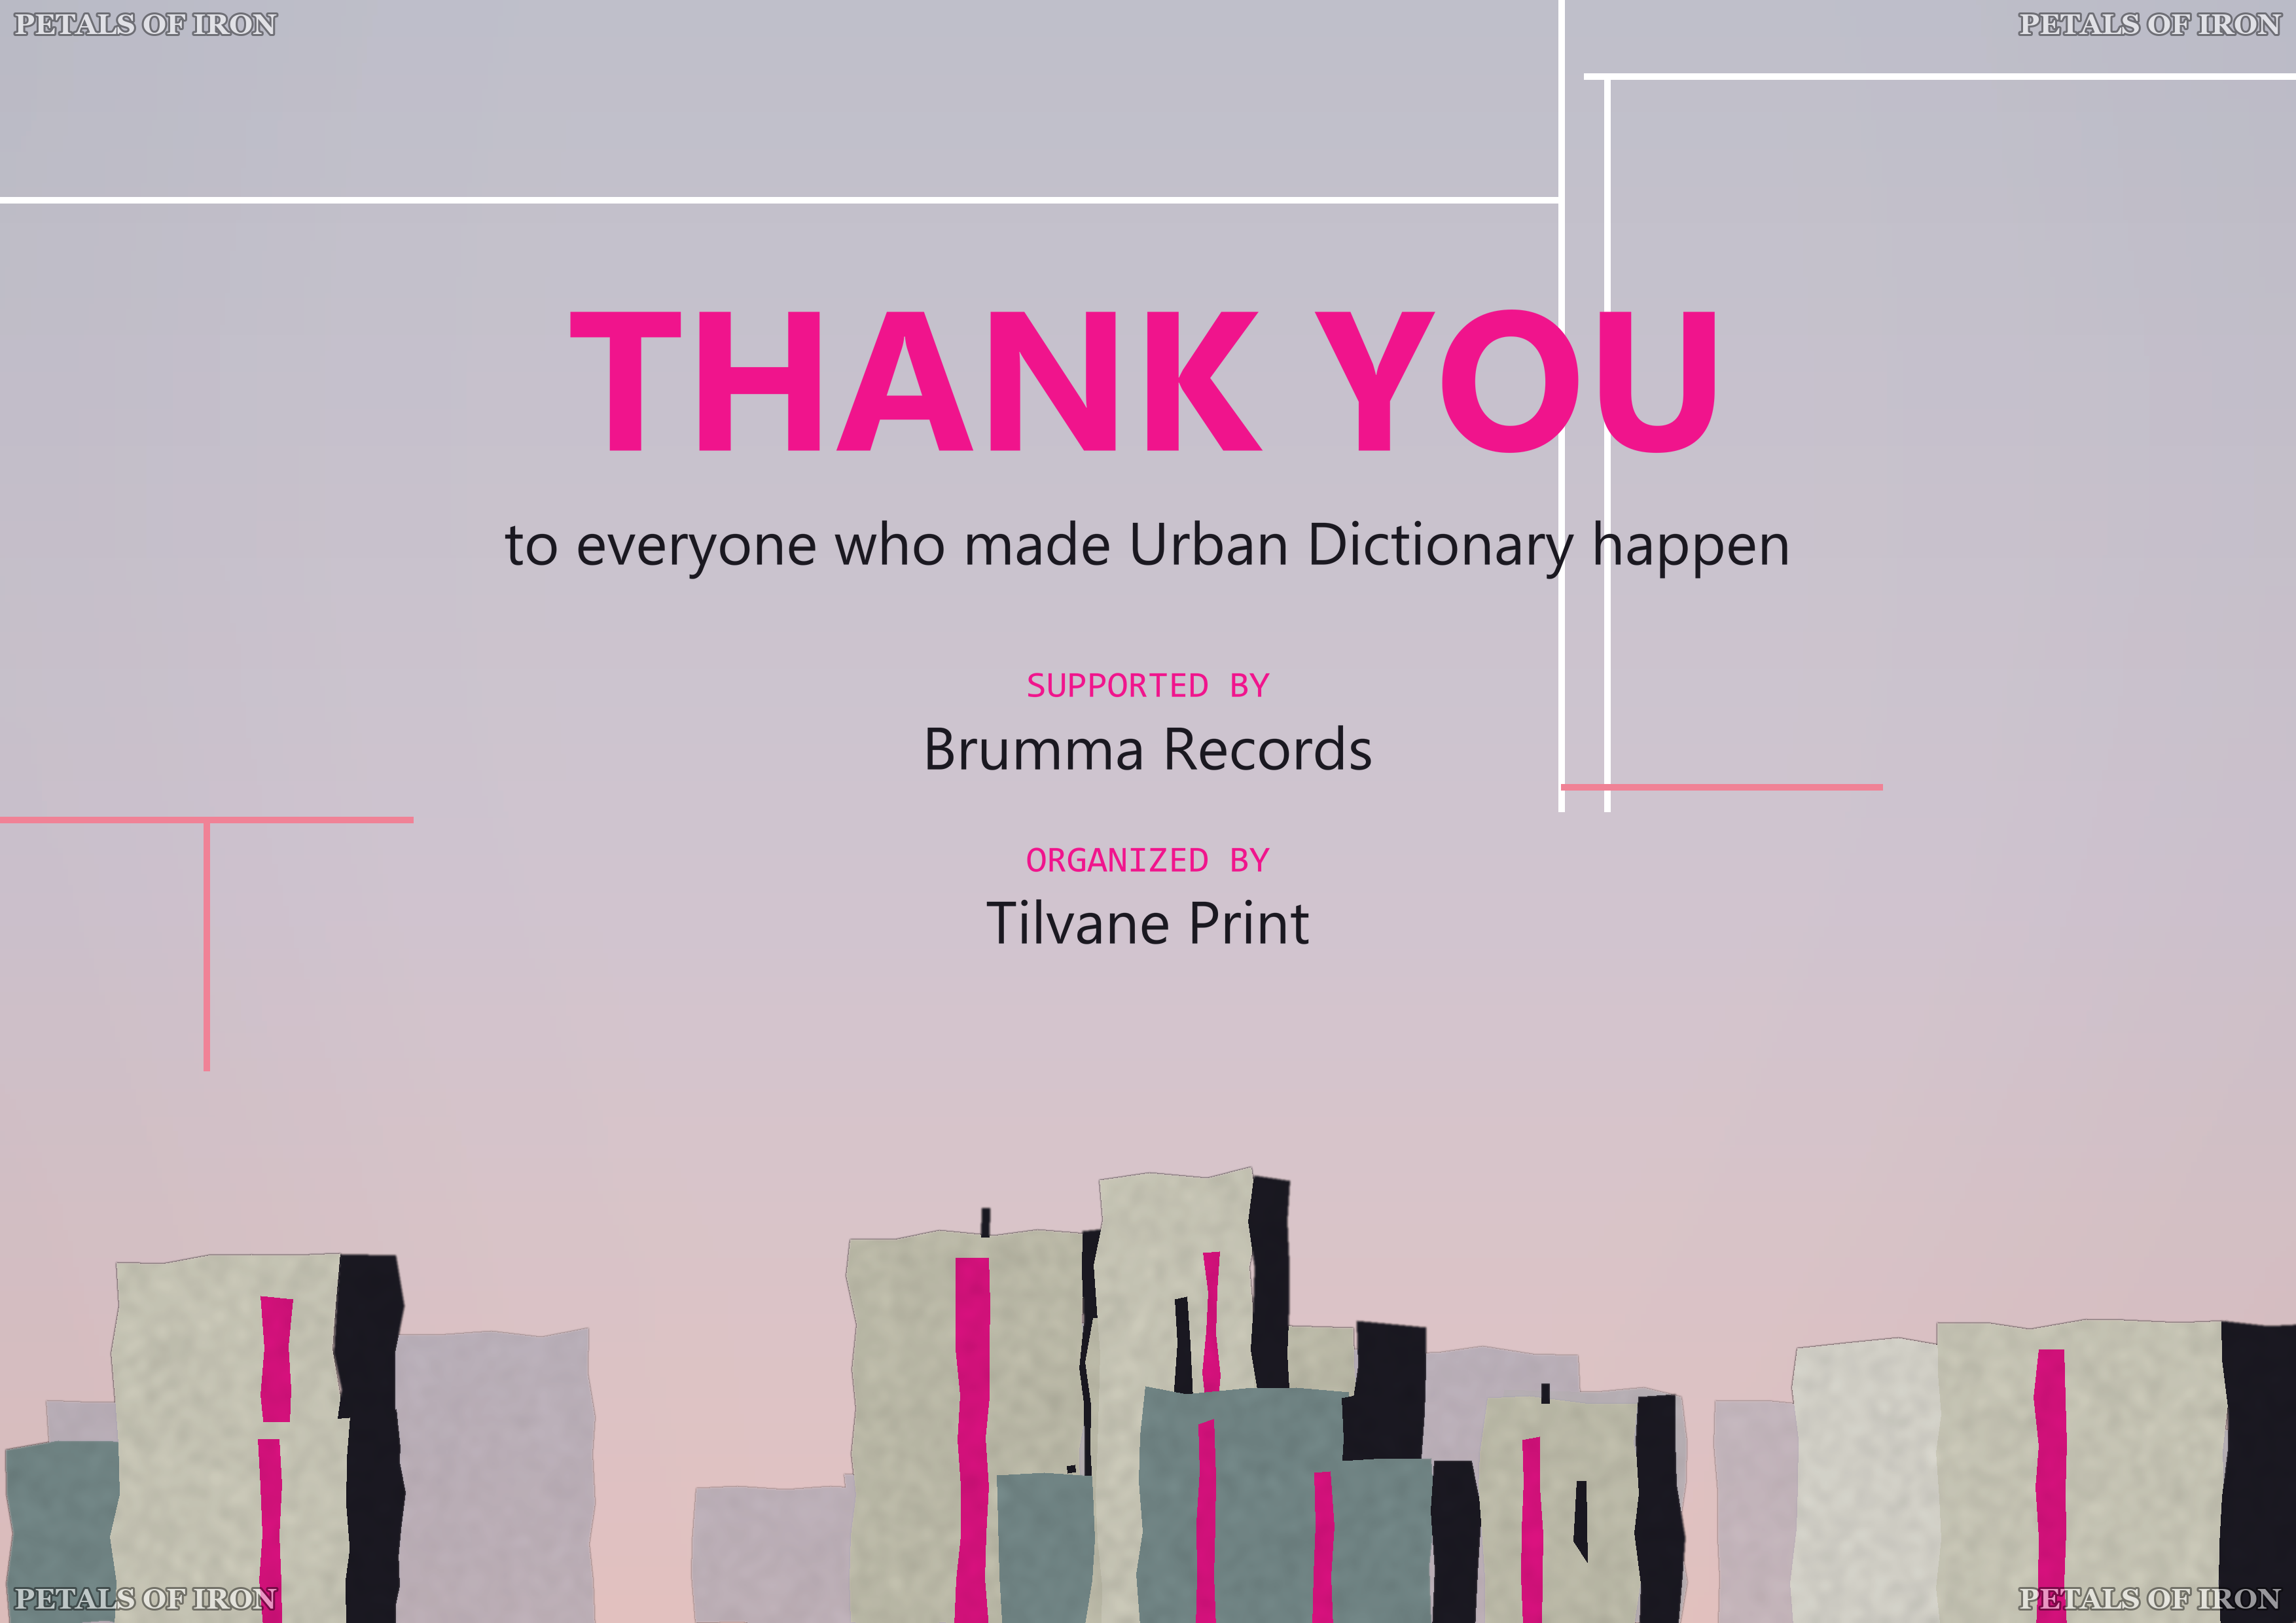 PETALS OF IRON
PETALS OF IRON
THANK YOU
to everyone who made Urban Dictionary happen
SUPPORTED BY
Brumma Records
ORGANIZED BY
Tilvane Print
PETALS OF IRON
PETALS OF IRON